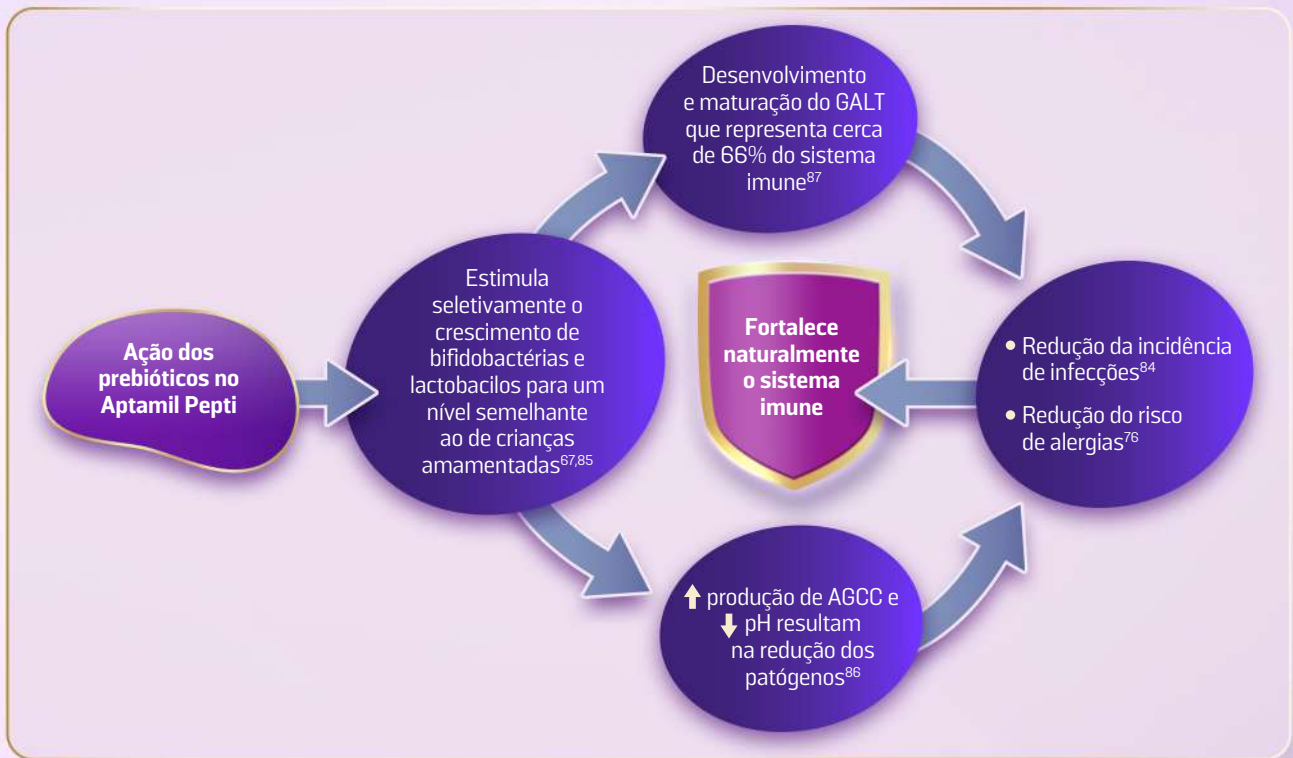 Ação dos
prebióticos no
Aptamil Pepti
Estimula
seletivamente o
crescimento de
bifidobactérias e
lactobacilos para um
nível semelhante
ao de crianças
amamentadas67,85
Desenvolvimento
e maturação do GALT
que representa cerca
de 66% do sistema
imune87
↑ produção de AGCC e
↓ pH resultam
na redução dos
patógenos86
• Redução da incidência
de infecções84
• Redução do risco
de alergias76
Fortalece
naturalmente
o sistema
imune